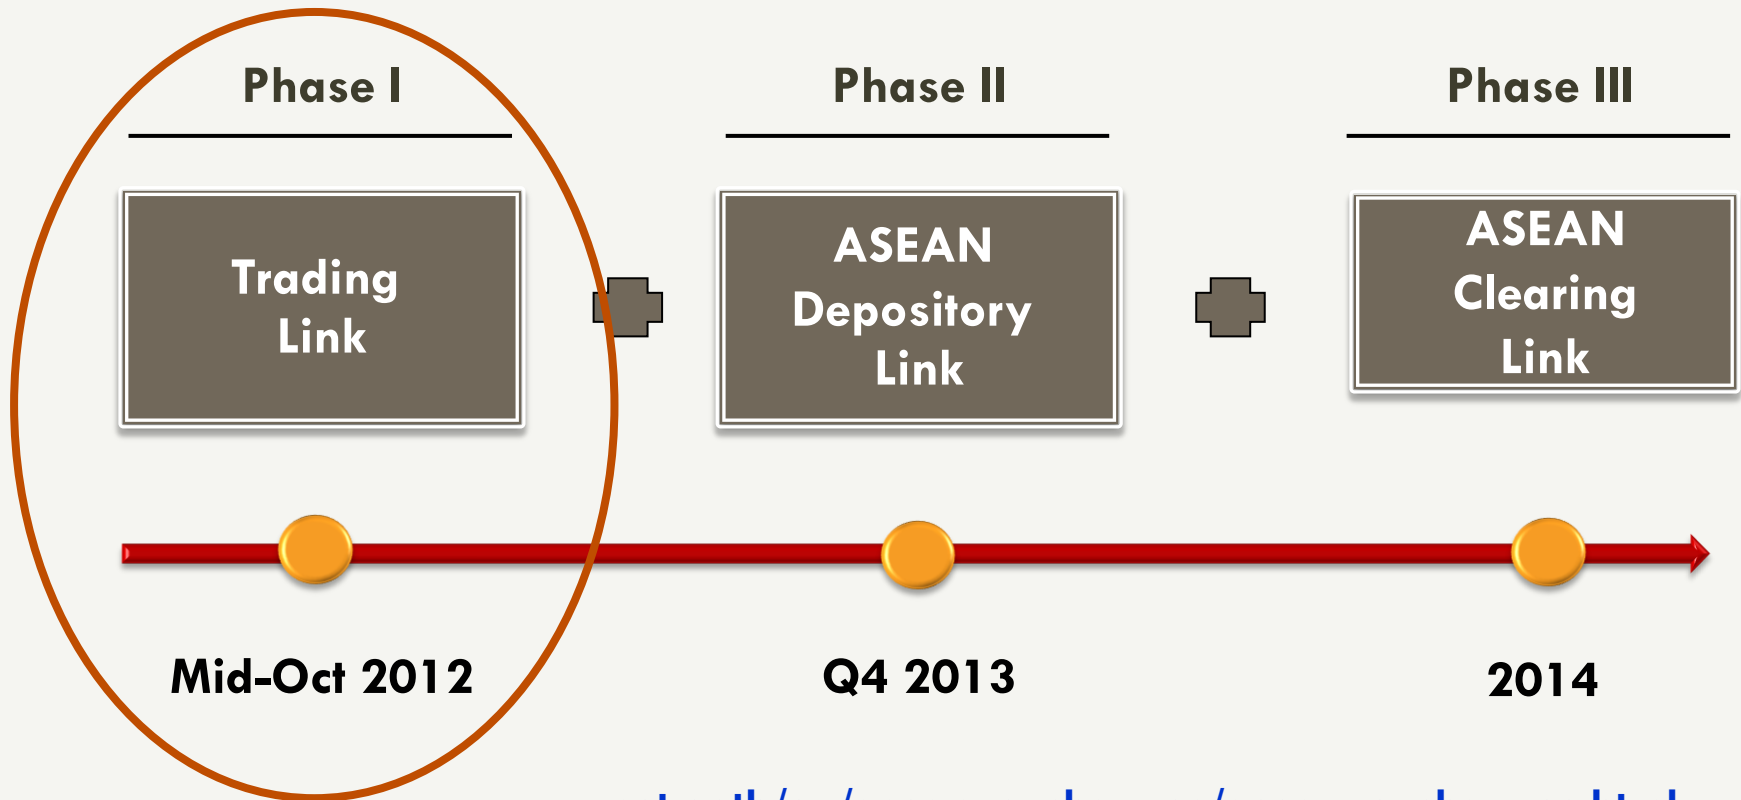 Phase I
Phase II
Phase III
Trading
Link
ASEAN
Depository
Link
ASEAN
Clearing
Link
Mid-Oct 2012
Q4 2013
2014